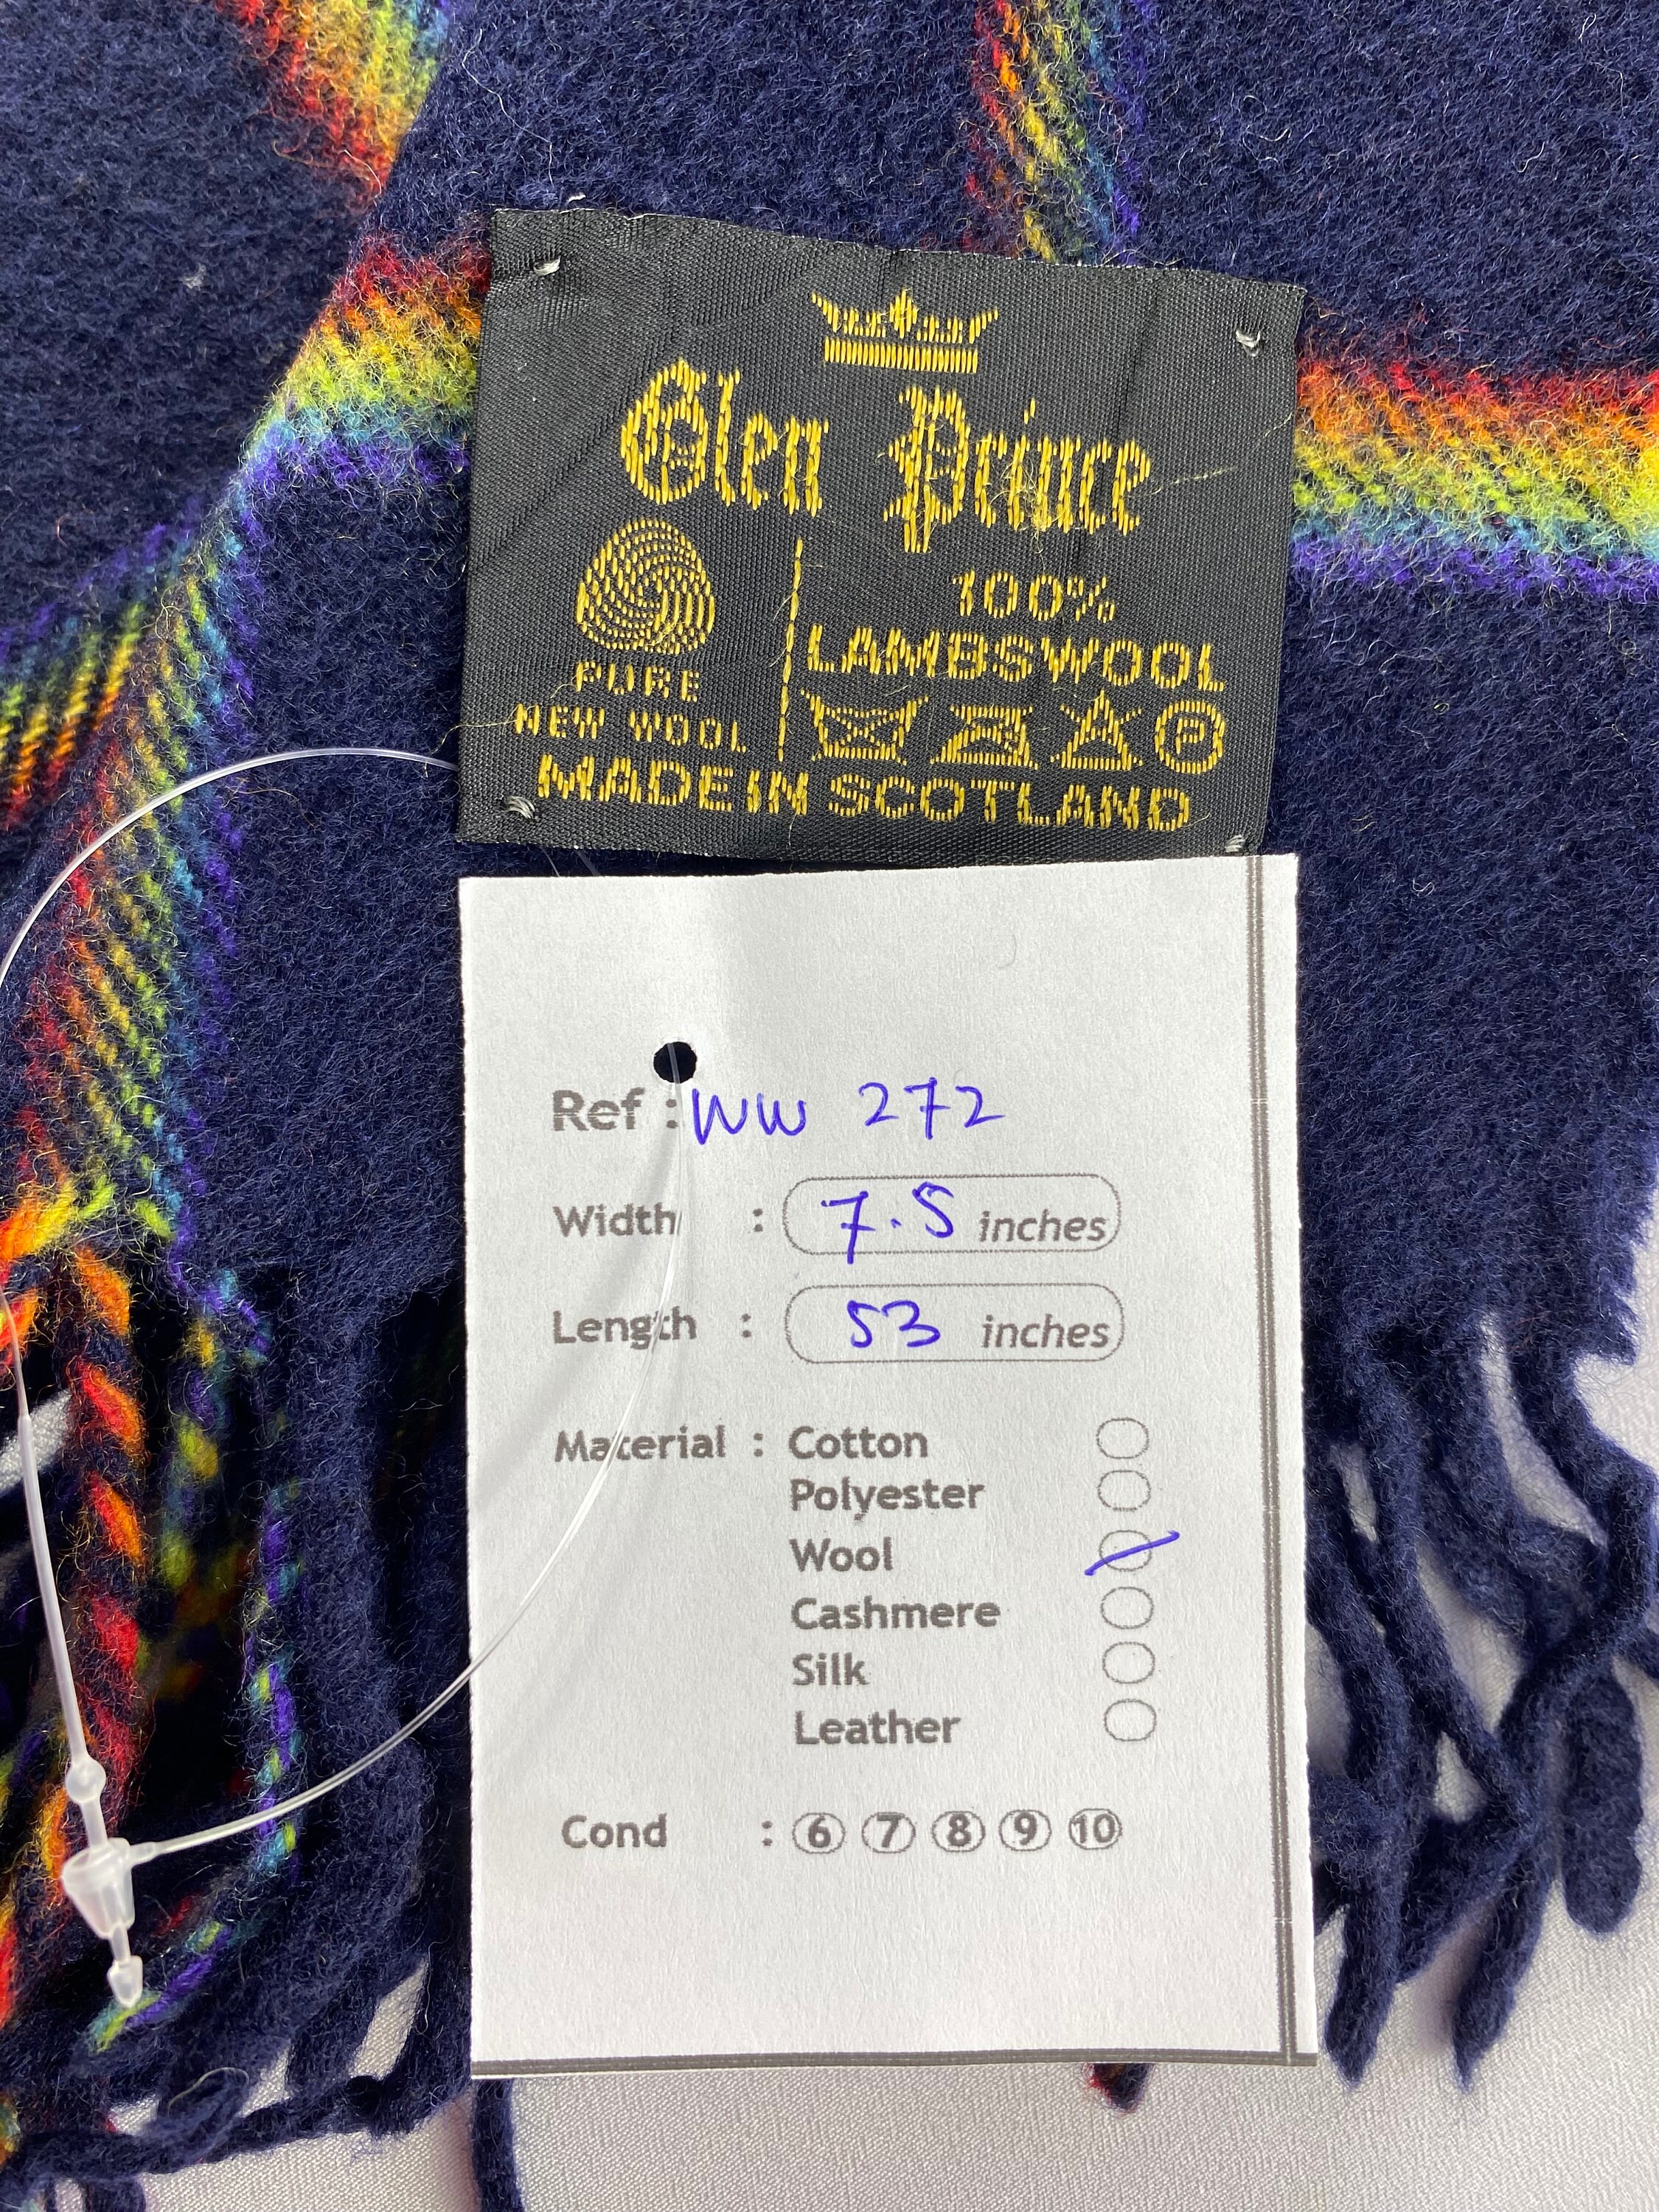 Glen Prince
PURE
NEW WOOL
100%
LAMBSWOOL
P
MADE IN SCOTLAND
Ref : WW 272
Width : 7.5 inches
Length : 53 inches
Material : Cotton
Polyester
Wool
Cashmere
Silk
Leather
Cond : 6 7 8 9 10